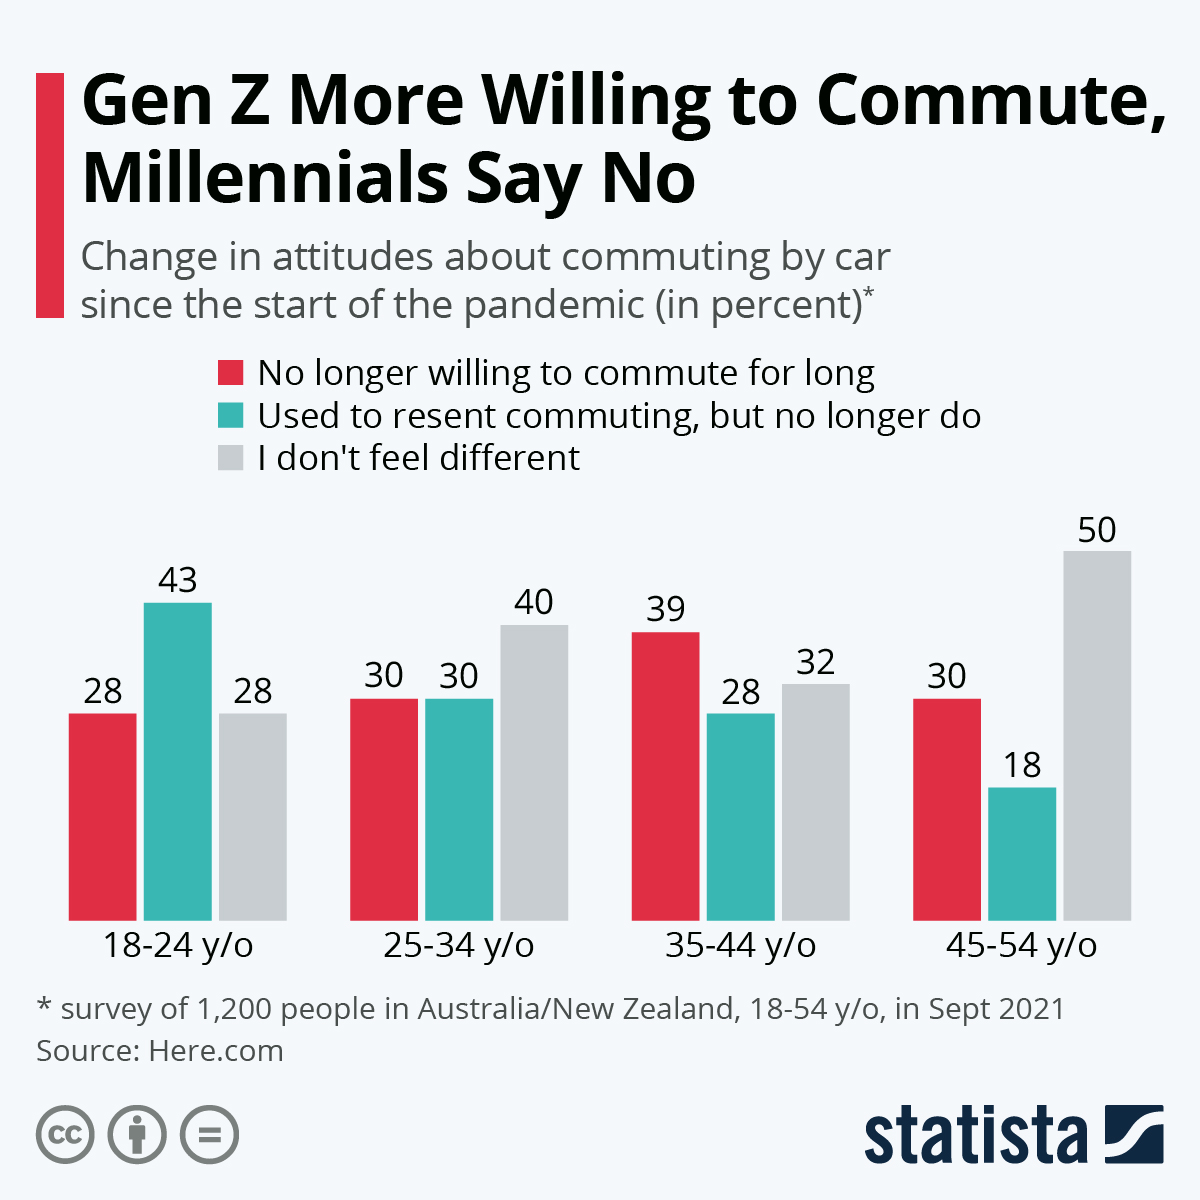 Gen Z More Willing to Commute,
Millennials Say No
Change in attitudes about commuting by car
since the start of the pandemic (in percent)*
No longer willing to commute for long
Used to resent commuting, but no longer do
I don't feel different
28 43 28
30 30 40
39 28 32
30 18 50
18-24 y/o 25-34 y/o 35-44 y/o 45-54 y/o
* survey of 1,200 people in Australia/New Zealand, 18-54 y/o, in Sept 2021
Source: Here.com
cc =
statista